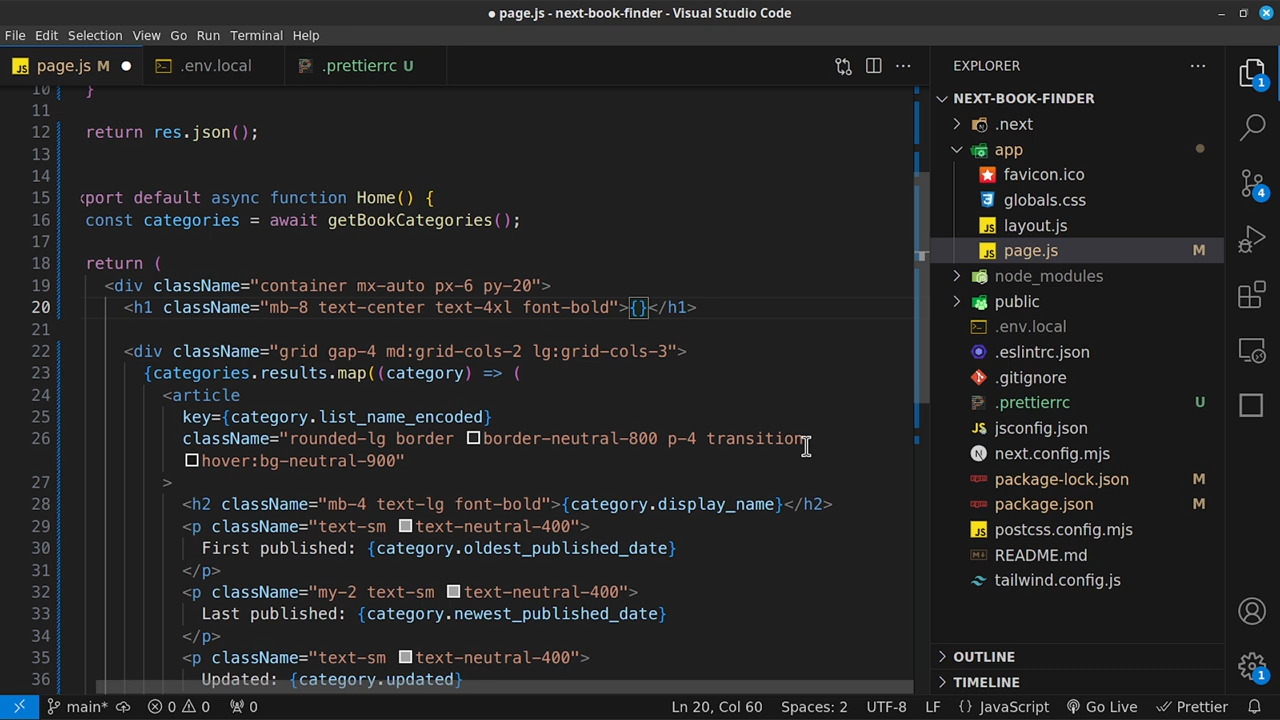 ● page.js - next-book-finder - Visual Studio Code
File Edit Selection View Go Run Terminal Help
page.js M ● .env.local .prettierrc U
10 }
11
12 return res.json();
13
14
15 xport default async function Home() {
16 const categories = await getBookCategories();
17
18 return (
19 <div className="container mx-auto px-6 py-20">
20 <h1 className="mb-8 text-center text-4xl font-bold">{}</h1>
21
22 <div className="grid gap-4 md:grid-cols-2 lg:grid-cols-3">
23 {categories.results.map((category) => (
24 <article
25 key={category.list_name_encoded}
26 className="rounded-lg border border-neutral-800 p-4 transition
hover:bg-neutral-900"
27 >
28 <h2 className="mb-4 text-lg font-bold">{category.display_name}</h2>
29 <p className="text-sm text-neutral-400">
30 First published: {category.oldest_published_date}
31 </p>
32 <p className="my-2 text-sm text-neutral-400">
33 Last published: {category.newest_published_date}
34 </p>
35 <p className="text-sm text-neutral-400">
36 Updated: {category.updated}
EXPLORER
NEXT-BOOK-FINDER
.next
app
favicon.ico
globals.css
layout.js
page.js M
node_modules
public
.env.local
.eslintrc.json
.gitignore
.prettierrc U
jsconfig.json
next.config.mjs
package-lock.json M
package.json M
postcss.config.mjs
README.md
tailwind.config.js
OUTLINE
TIMELINE
1
4
1
main* 0 0 0 Ln 20, Col 60 Spaces: 2 UTF-8 LF {} JavaScript Go Live Prettier